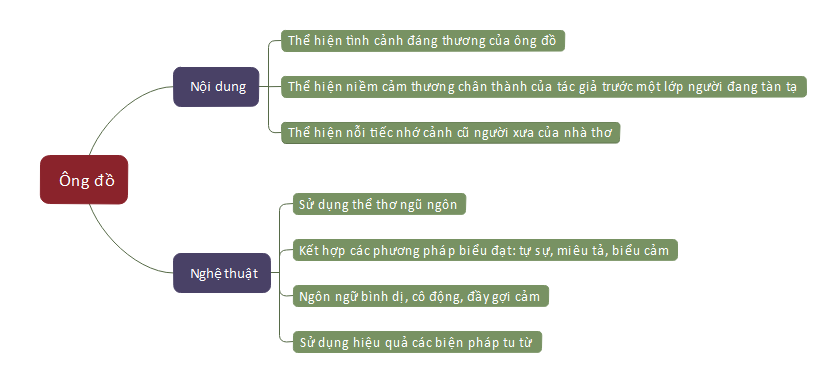 Ông đồ
Nội dung
Thể hiện tình cảnh đáng thương của ông đồ
Thể hiện niềm cảm thương chân thành của tác giả trước một lớp người đang tàn tạ
Thể hiện nỗi tiếc nhớ cảnh cũ người xưa của nhà thơ
Nghệ thuật
Sử dụng thể thơ ngũ ngôn
Kết hợp các phương pháp biểu đạt: tự sự, miêu tả, biểu cảm
Ngôn ngữ bình dị, cô động, đầy gợi cảm
Sử dụng hiệu quả các biện pháp tu từ